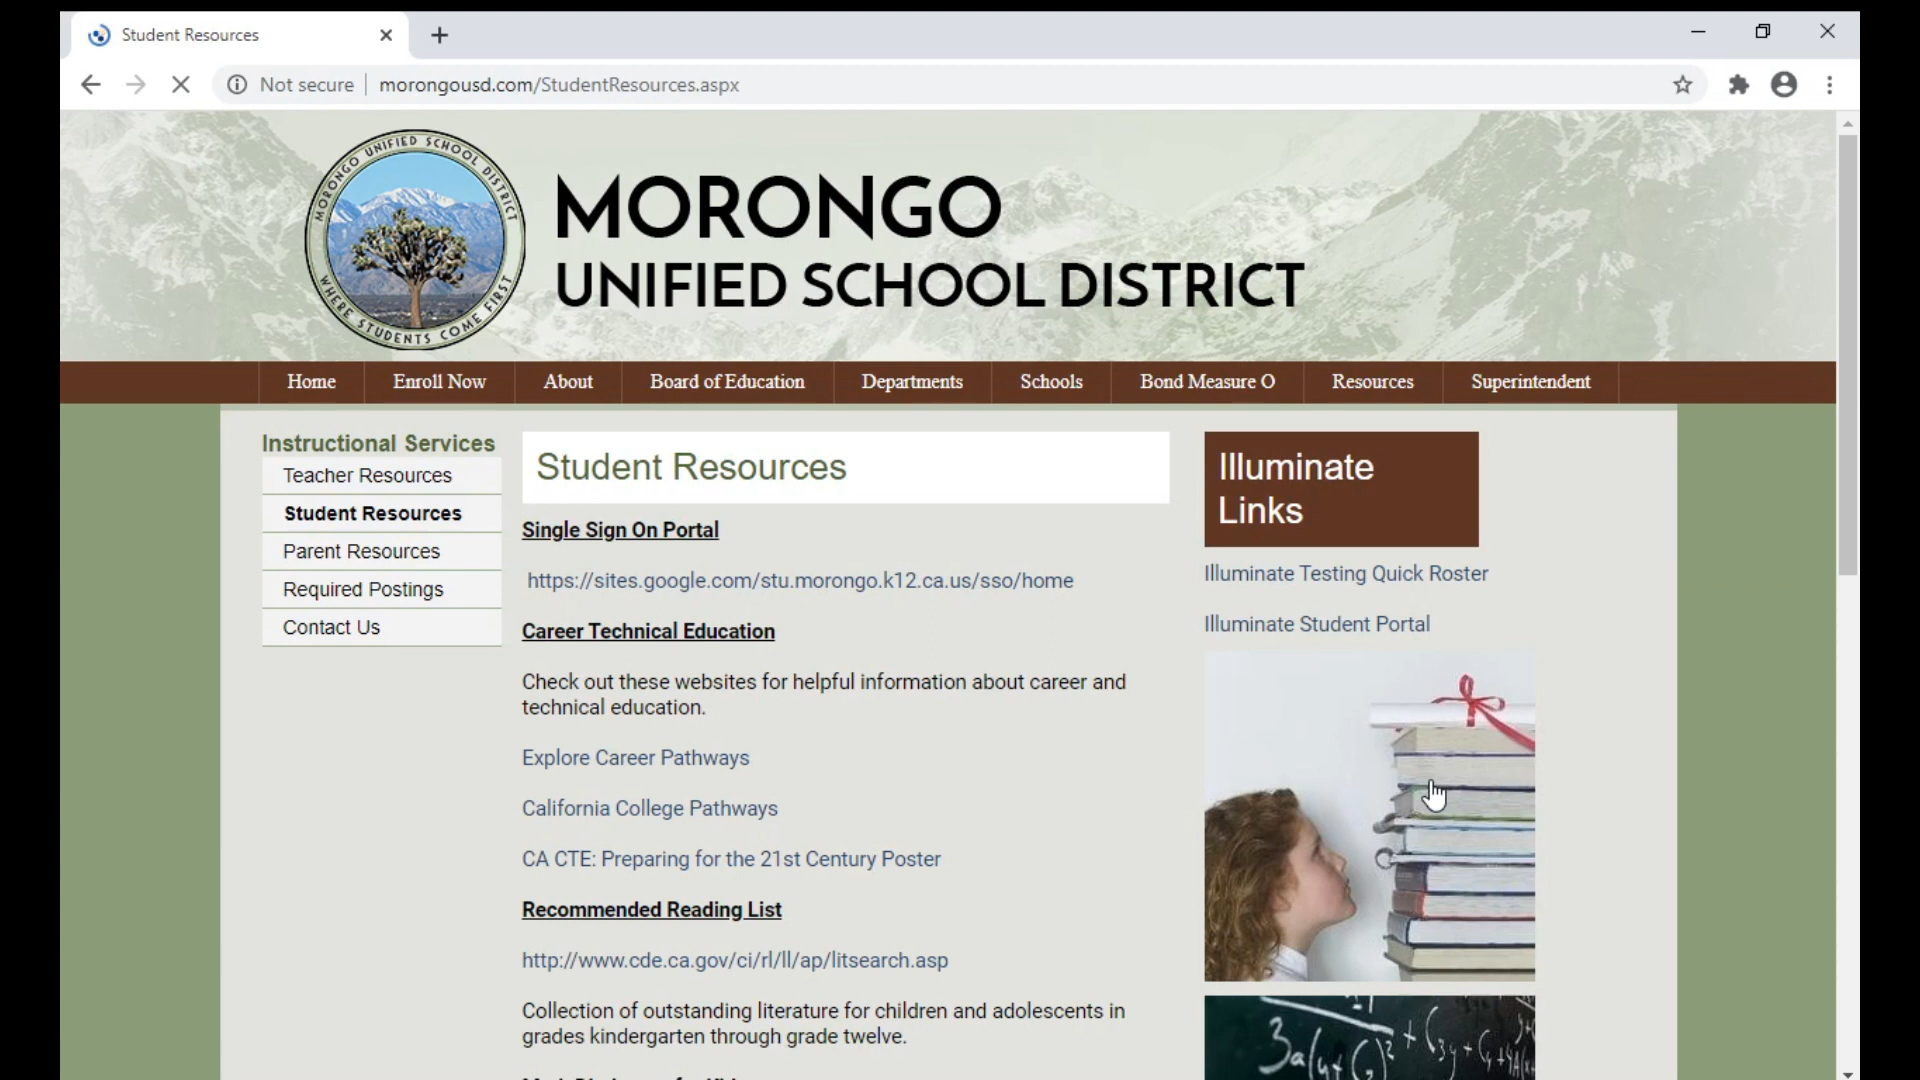 Student Resources
Not secure
morongousd.com/StudentResources.aspx
MORONGO UNIFIED SCHOOL DISTRICT
WHERE STUDENTS COME FIRST
MORONGO
UNIFIED SCHOOL DISTRICT
Home
Enroll Now
About
Board of Education
Departments
Schools
Bond Measure O
Resources
Superintendent
Instructional Services
Teacher Resources
Student Resources
Parent Resources
Required Postings
Contact Us
Student Resources
Single Sign On Portal
https://sites.google.com/stu.morongo.k12.ca.us/sso/home
Career Technical Education
Check out these websites for helpful information about career and
technical education.
Explore Career Pathways
California College Pathways
CA CTE: Preparing for the 21st Century Poster
Recommended Reading List
http://www.cde.ca.gov/ci/rl/ll/ap/litsearch.asp
Collection of outstanding literature for children and adolescents in
grades kindergarten through grade twelve.
Illuminate
Links
Illuminate Testing Quick Roster
Illuminate Student Portal